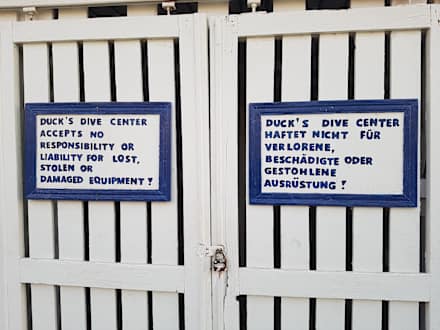 DUCK'S DIVE CENTER
ACCEPTS NO
RESPONSIBILITY OR
LIABILITY FOR LOST,
STOLEN OR
DAMAGED EQUIPMENT!
DUCK'S DIVE CENTER
HAFTET NICHT FÜR
VERLORENE,
BESCHÄDIGTE ODER
GESTOHLENE
AUSRÜSTUNG!